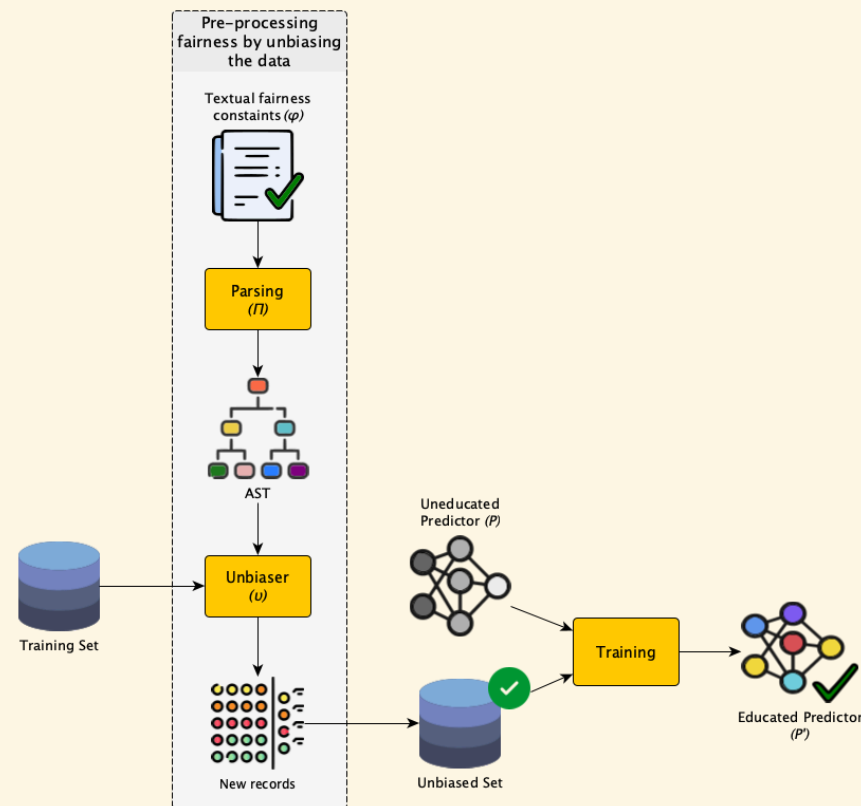 Pre-processing
fairness by unbiasing
the data
Textual fairness
constaints (φ)
Parsing
(Π)
AST
Uneducated
Predictor (P)
Unbiaser
(υ)
Training Set
Training
Educated Predictor
(P')
New records
Unbiased Set